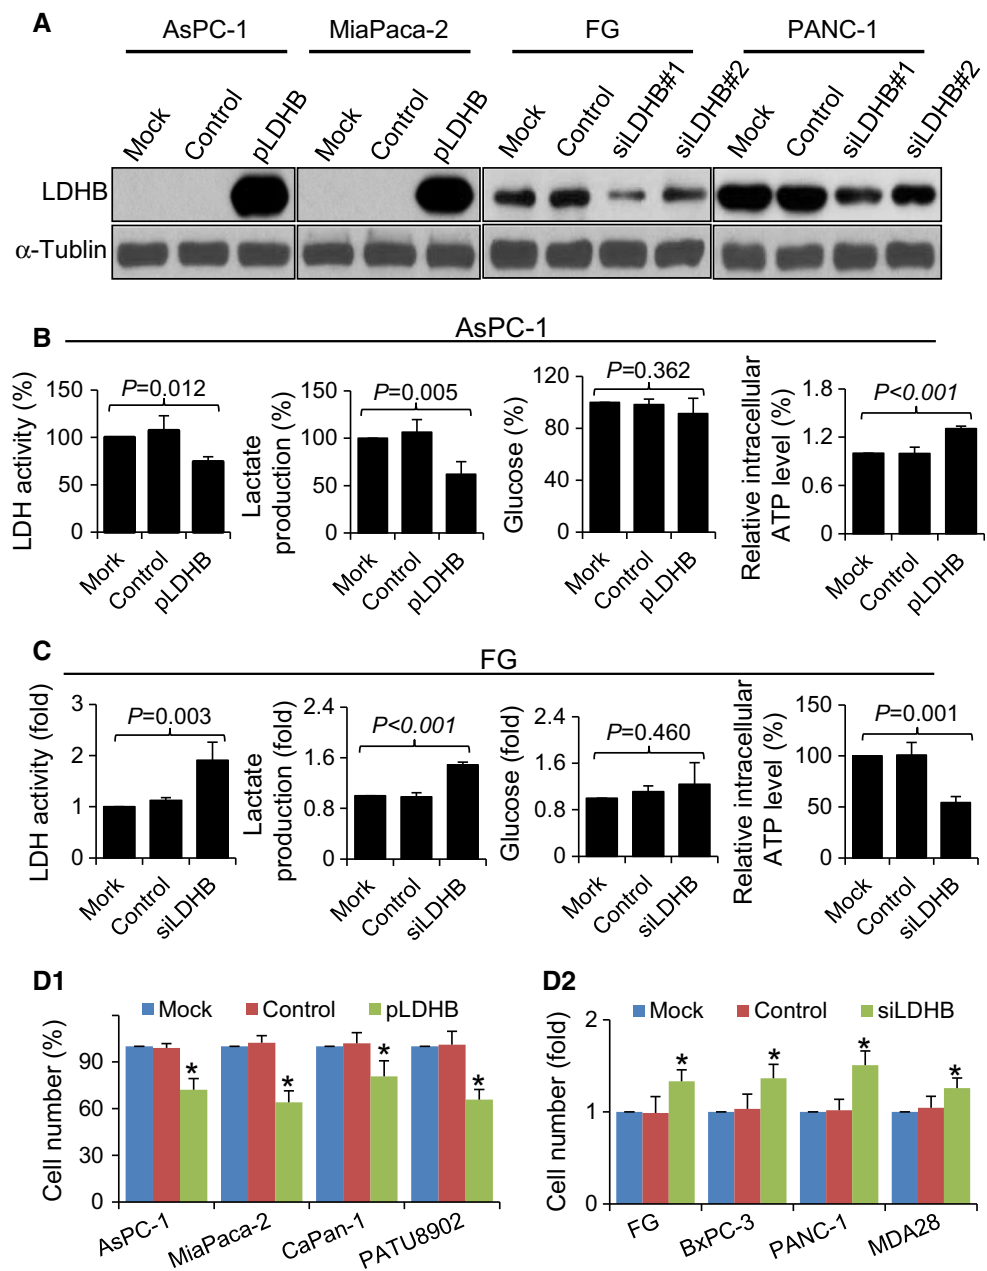 A
AsPC-1 MiaPaca-2 FG PANC-1
Mock Control pLDHB Mock Control pLDHB Mock Control siLDHB#1 siLDHB#2 Mock Control siLDHB#1 siLDHB#2
LDHB
α-Tublin
B
AsPC-1
LDH activity (%)
150
100
50
0
P=0.012
Mork Control pLDHB
Lactate
production (%)
150
100
50
0
P=0.005
Mork Control pLDHB
Glucose (%)
120
80
40
0
P=0.362
Mork Control pLDHB
Relative intracellular
ATP level (%)
1.8
1.2
0.6
0
P<0.001
Mock Control pLDHB
C
FG
LDH activity (fold)
3
2
1
0
P=0.003
Mork Control siLDHB
Lactate
production (fold)
2.4
1.6
0.8
0
P<0.001
Mork Control siLDHB
Glucose (fold)
2.4
1.6
0.8
0
P=0.460
Mork Control siLDHB
Relative intracellular
ATP level (%)
150
100
50
0
P=0.001
Mock Control siLDHB
D1
Mock Control pLDHB
Cell number (%)
90
60
30
0
* * * *
AsPC-1 MiaPaca-2 CaPan-1 PATU8902
D2
Mock Control siLDHB
Cell number (fold)
2
1
0
* * * *
FG BxPC-3 PANC-1 MDA28